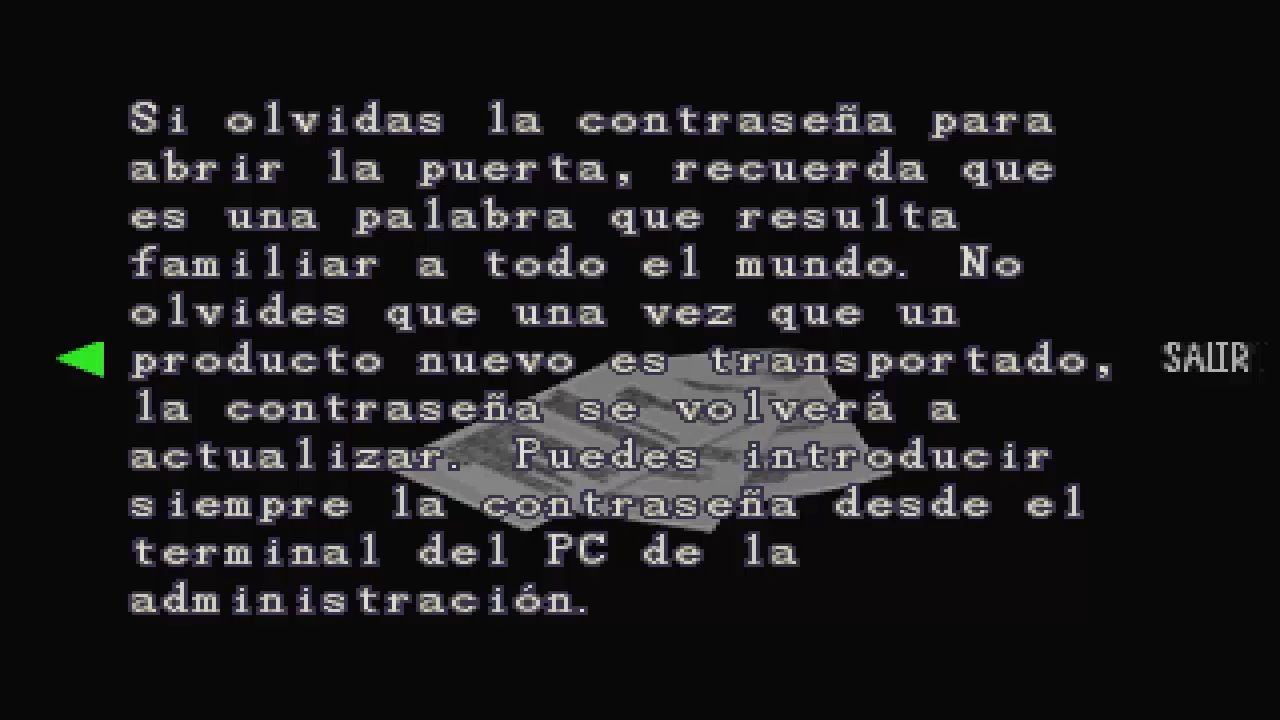 Si olvidas la contraseña para
abrir la puerta, recuerda que
es una palabra que resulta
familiar a todo el mundo. No
olvides que una vez que un
producto nuevo es transportado,
SALIR
la contraseña se volverá a
actualizar. Puedes introducir
siempre la contraseña desde el
terminal del PC de la
administración.